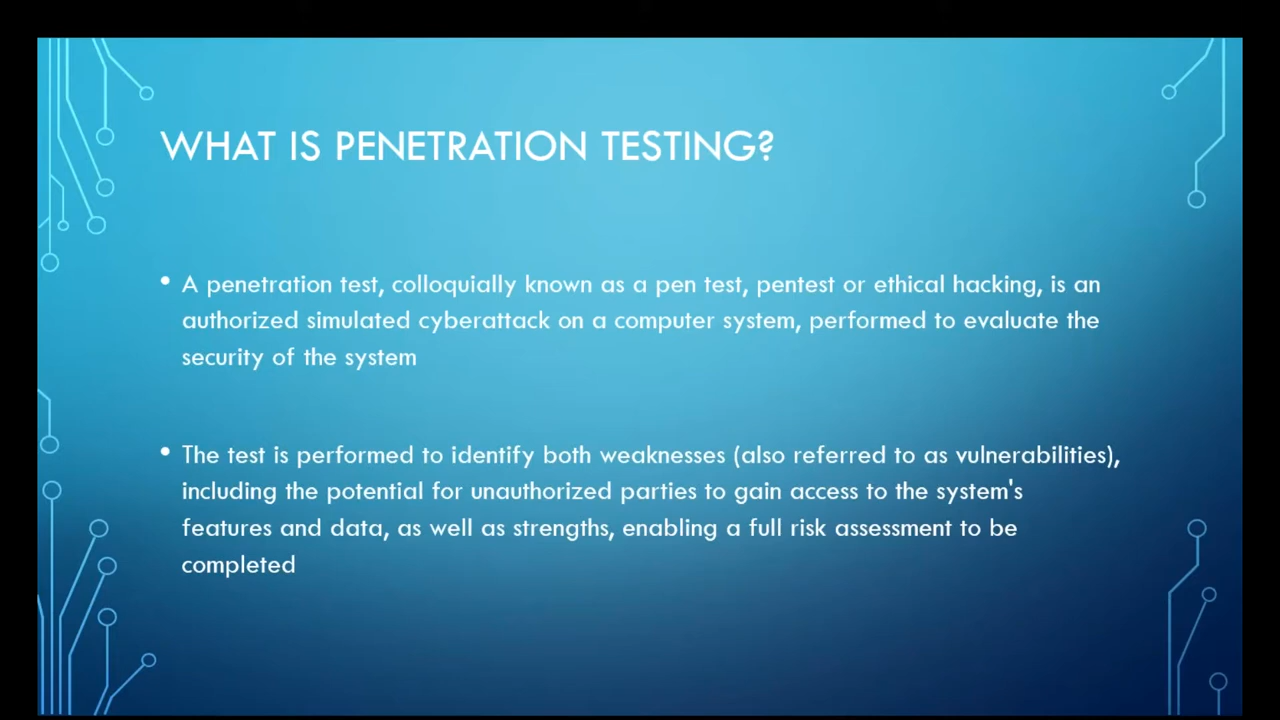 WHAT IS PENETRATION TESTING?
• A penetration test, colloquially known as a pen test, pentest or ethical hacking, is an
authorized simulated cyberattack on a computer system, performed to evaluate the
security of the system
• The test is performed to identify both weaknesses (also referred to as vulnerabilities),
including the potential for unauthorized parties to gain access to the system's
features and data, as well as strengths, enabling a full risk assessment to be
completed